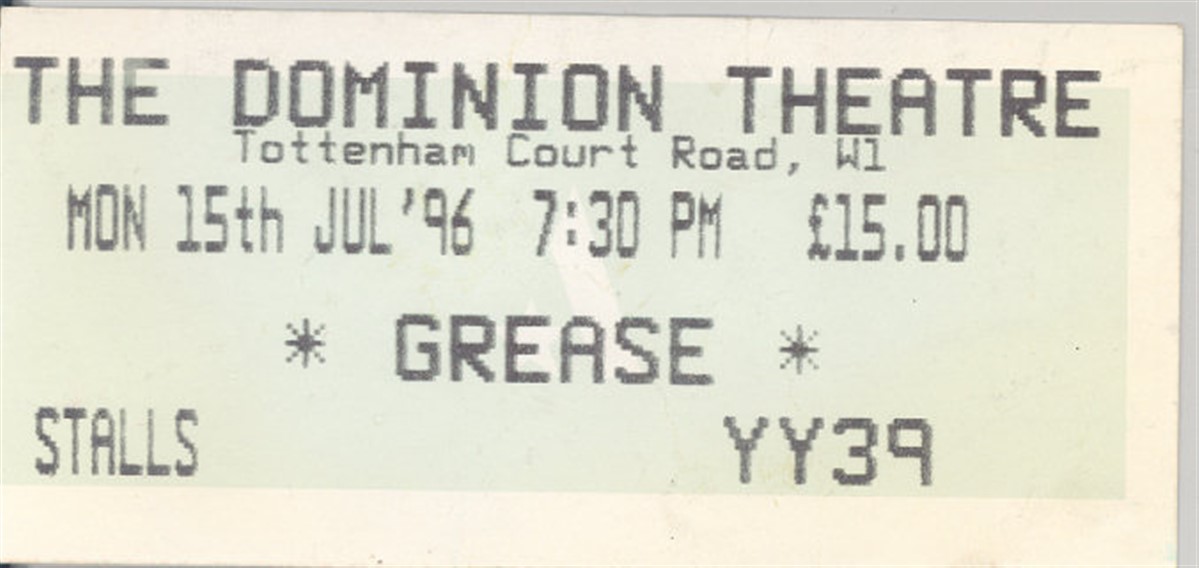 THE DOMINION THEATRE
Tottenham Court Road, W1
MON 15th JUL '96 7:30 PM £15.00
* GREASE *
STALLS YY39